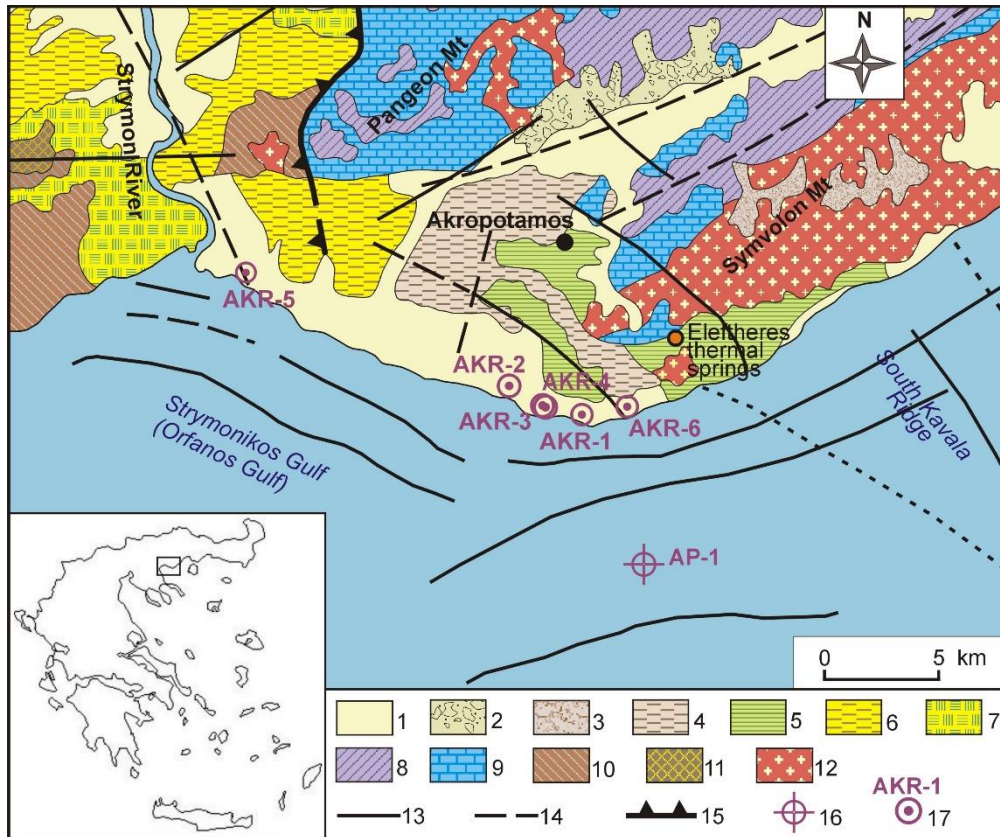 N
Strymon River
Pangeon Mt
Akropotamos
Symvolon Mt
AKR-5
Eleftheres
thermal
springs
AKR-2
AKR-4
AKR-3
AKR-1
AKR-6
South Kavala
Ridge
Strymonikos Gulf
(Orfanos Gulf)
AP-1
0 5 km
1 2 3 4 5 6 7
8 9 10 11 12
AKR-1
13 14 15 16 17